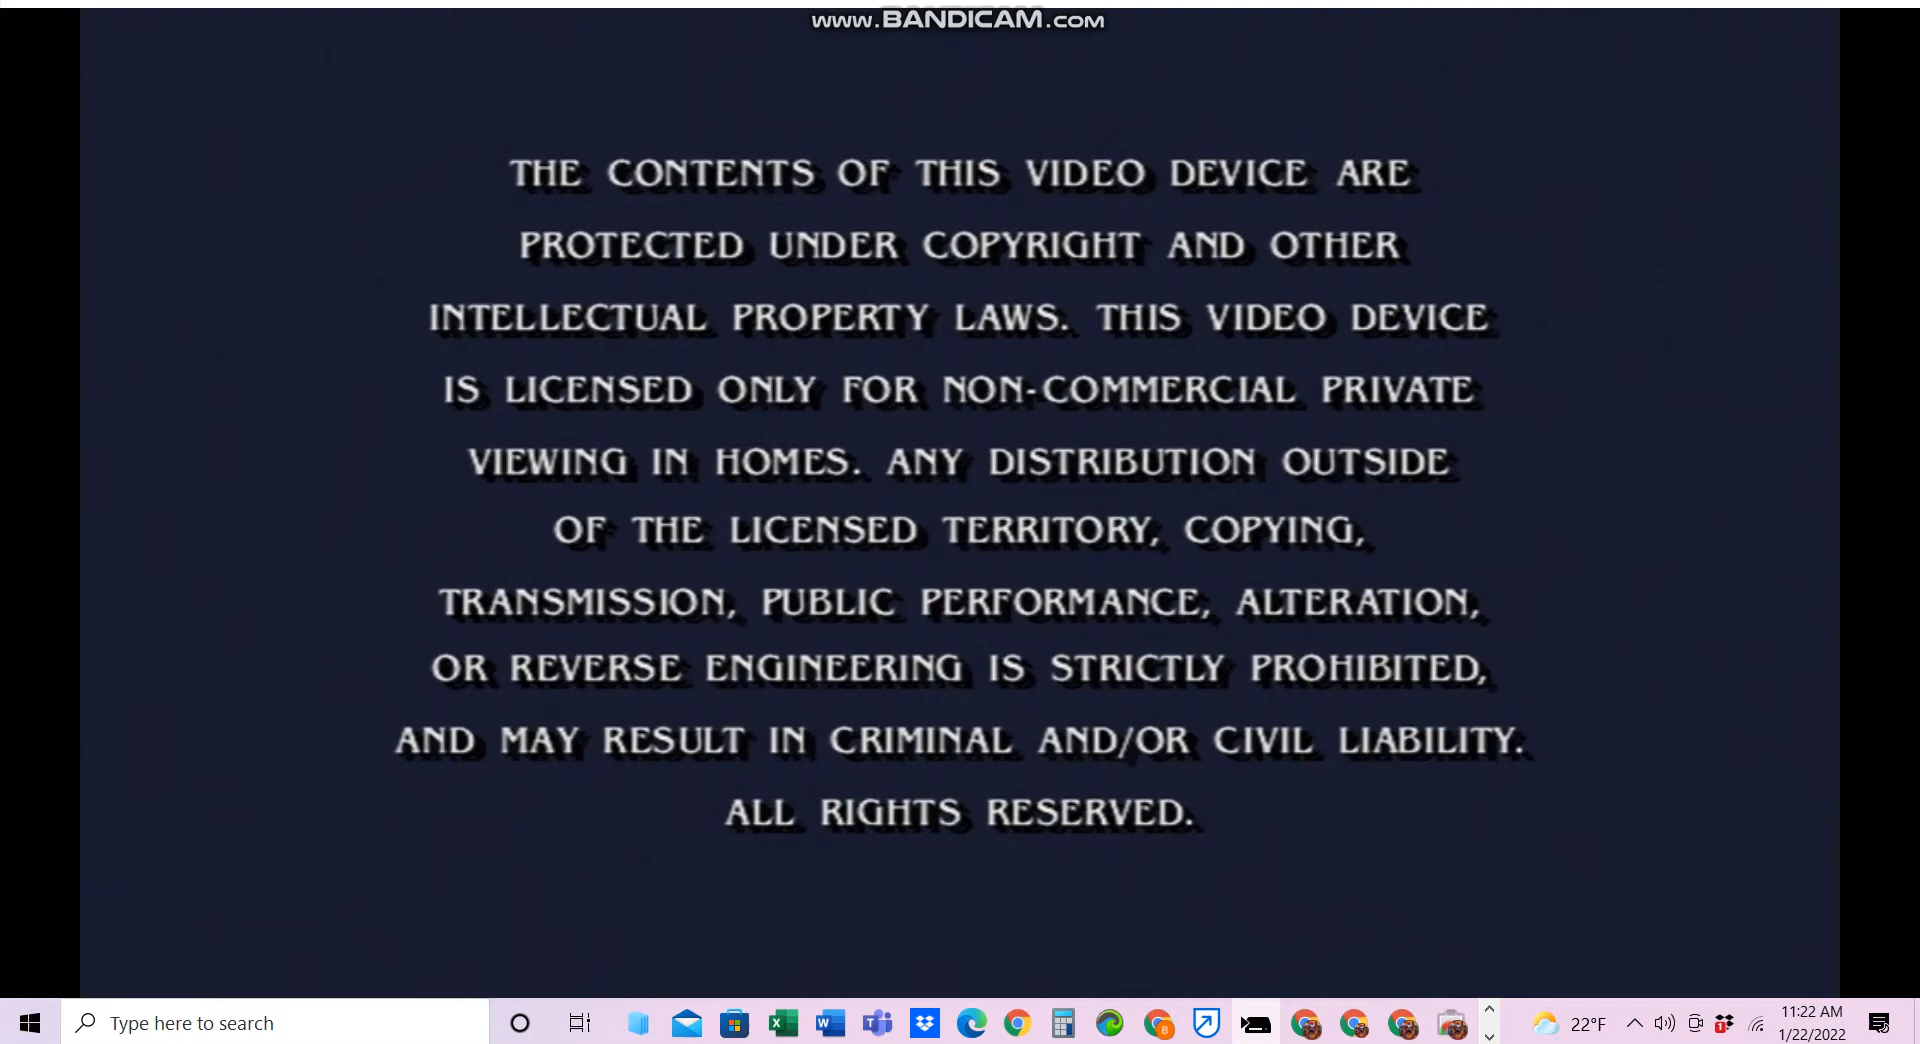 www.BANDICAM.com
THE CONTENTS OF THIS VIDEO DEVICE ARE
PROTECTED UNDER COPYRIGHT AND OTHER
INTELLECTUAL PROPERTY LAWS. THIS VIDEO DEVICE
IS LICENSED ONLY FOR NON-COMMERCIAL PRIVATE
VIEWING IN HOMES. ANY DISTRIBUTION OUTSIDE
OF THE LICENSED TERRITORY, COPYING,
TRANSMISSION, PUBLIC PERFORMANCE, ALTERATION,
OR REVERSE ENGINEERING IS STRICTLY PROHIBITED,
AND MAY RESULT IN CRIMINAL AND/OR CIVIL LIABILITY.
ALL RIGHTS RESERVED.
Type here to search
22°F
11:22 AM
1/22/2022